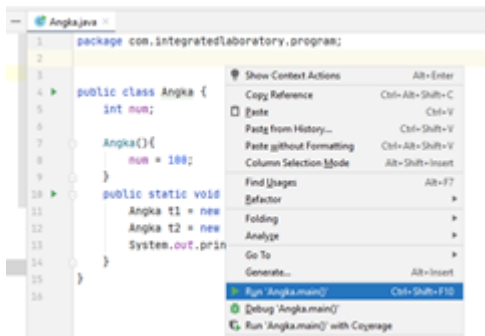 Angka.java
1 package com.integratedlaboratory.program;
2
3
4 public class Angka {
5 int num;
6
7 Angka(){
8 num = 100;
9 }
10 public static void
11 Angka t1 = new
12 Angka t2 = new
13 System.out.prin
14 }
15 }
16
Show Context Actions Alt+Enter
Copy Reference Ctrl+Alt+Shift+C
Paste Ctrl+V
Paste from History... Ctrl+Shift+V
Paste without Formatting Ctrl+Alt+Shift+V
Column Selection Mode Alt+Shift+Insert
Find Usages Alt+F7
Refactor
Folding
Analyze
Go To
Generate... Alt+Insert
Run 'Angka.main()' Ctrl+Shift+F10
Debug 'Angka.main()'
Run 'Angka.main()' with Coverage